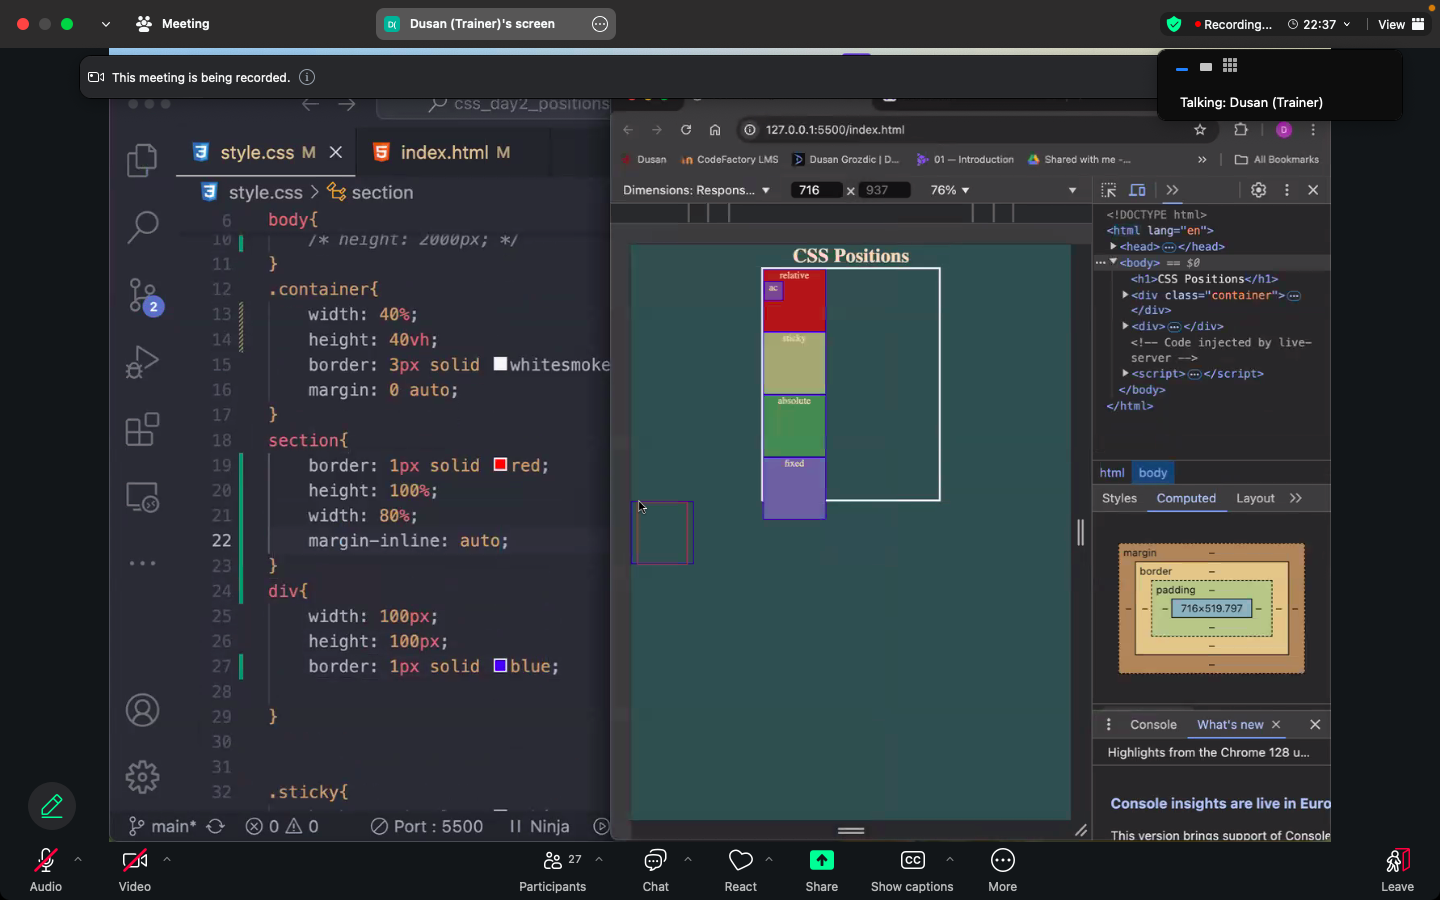 Meeting
D( Dusan (Trainer)'s screen
Recording...
22:37
View
This meeting is being recorded.
Talking: Dusan (Trainer)
css_day2_positions
style.css M
index.html M
style.css > section
6 body{
10 /* height: 2000px; */
11 }
12 .container{
13 width: 40%;
14 height: 40vh;
15 border: 3px solid whitesmoke
16 margin: 0 auto;
17 }
18 section{
19 border: 1px solid red;
20 height: 100%;
21 width: 80%;
22 margin-inline: auto;
23 }
24 div{
25 width: 100px;
26 height: 100px;
27 border: 1px solid blue;
28
29 }
30
31
32 .sticky{
2
main*
0
0
Port : 5500
Ninja
127.0.0.1:5500/index.html
D
Dusan
CodeFactory LMS
Dusan Grozdic | D...
01 — Introduction
Shared with me -...
»
All Bookmarks
Dimensions: Respons...
716 × 937
76%
»
CSS Positions
relative
ac
sticky
absolute
fixed
<!DOCTYPE html>
<html lang="en">
<head>…</head>
… <body> == $0
<h1>CSS Positions</h1>
<div class="container">…
</div>
<div>…</div>
<!-- Code injected by live-
server -->
<script>…</script>
</body>
</html>
html body
Styles Computed Layout »
margin –
border –
padding –
716×519.797
Console What's new
Highlights from the Chrome 128 u...
Console insights are live in Euro
This version brings support of Console
Audio
Video
Participants 27
Chat
React
Share
CC
Show captions
More
Leave